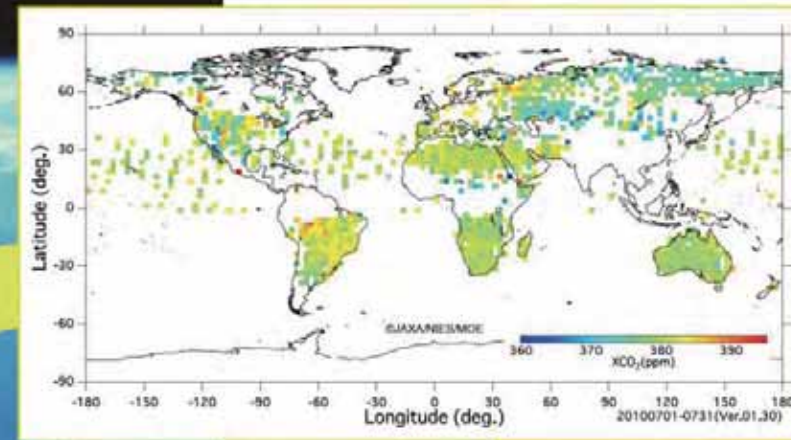 90
60
30
0
-30
-60
-90
Latitude (deg.)
©JAXA/NIES/MOE
360 370 380 390
XCO₂(ppm)
-180 -150 -120 -90 -60 -30 0 30 60 90 120 150 180
Longitude (deg.)
20100701-0731(Ver.01.30)